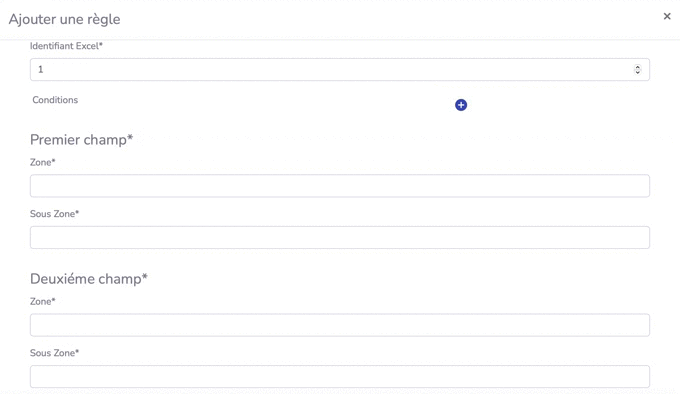 Ajouter une règle
Identifiant Excel*
1
Conditions
Premier champ*
Zone*
Sous Zone*
Deuxiéme champ*
Zone*
Sous Zone*